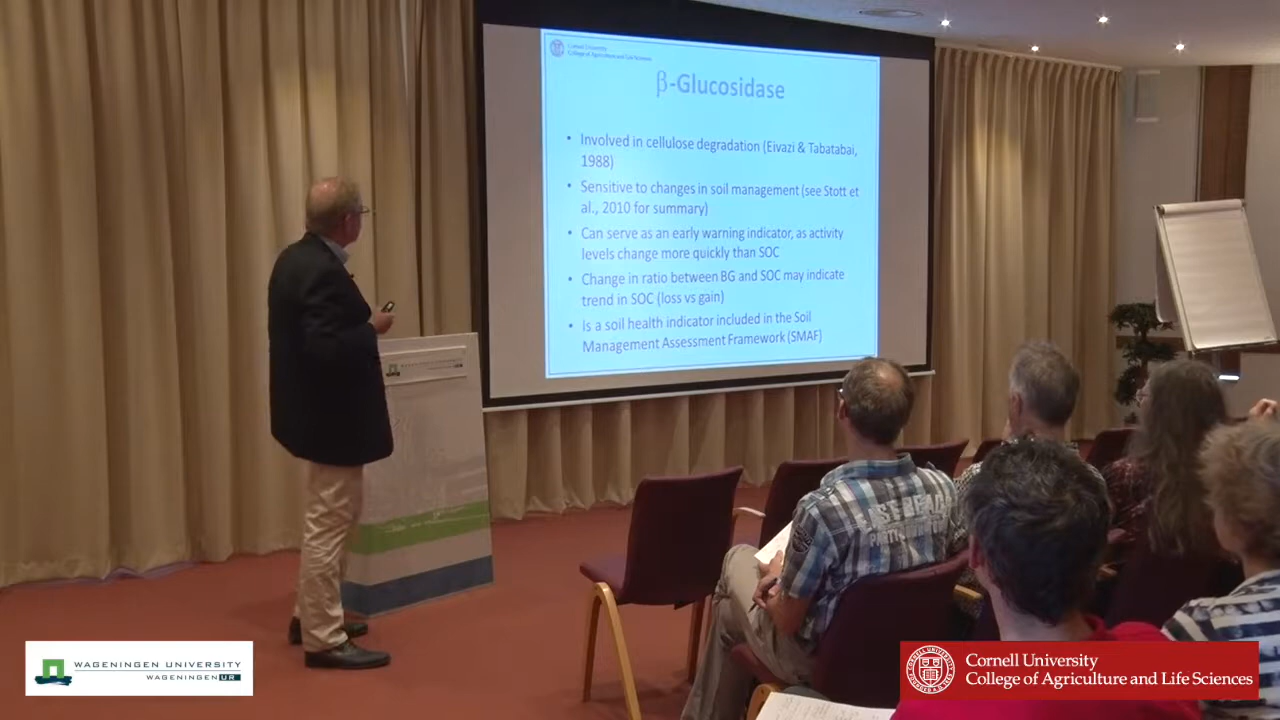 Cornell University
College of Agriculture and Life Sciences
β-Glucosidase
• Involved in cellulose degradation (Eivazi & Tabatabai,
1988)
• Sensitive to changes in soil management (see Stott et
al., 2010 for summary)
• Can serve as an early warning indicator, as activity
levels change more quickly than SOC
• Change in ratio between BG and SOC may indicate
trend in SOC (loss vs gain)
• Is a soil health indicator included in the Soil
Management Assessment Framework (SMAF)
WAGENINGEN UNIVERSITY
WAGENINGEN UR
Cornell University
College of Agriculture and Life Sciences